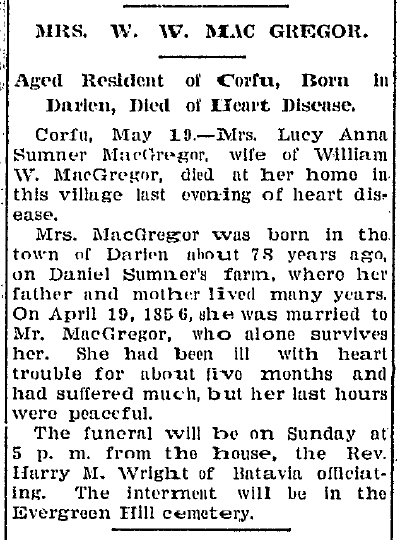 MRS. W. W. MAC GREGOR.
Aged Resident of Corfu, Born in
Darien, Died of Heart Disease.
Corfu, May 19.—Mrs. Lucy Anna
Sumner MacGregor, wife of William
W. MacGregor, died at her home in
this village last evening of heart dis-
ease.
Mrs. MacGregor was born in the
town of Darien about 78 years ago,
on Daniel Sumner's farm, where her
father and mother lived many years.
On April 19, 1856, she was married to
Mr. MacGregor, who alone survives
her. She had been ill with heart
trouble for about five months and
had suffered much, but her last hours
were peaceful.
The funeral will be on Sunday at
5 p. m. from the house, the Rev.
Harry M. Wright of Batavia officiat-
ing. The interment will be in the
Evergreen Hill cemetery.